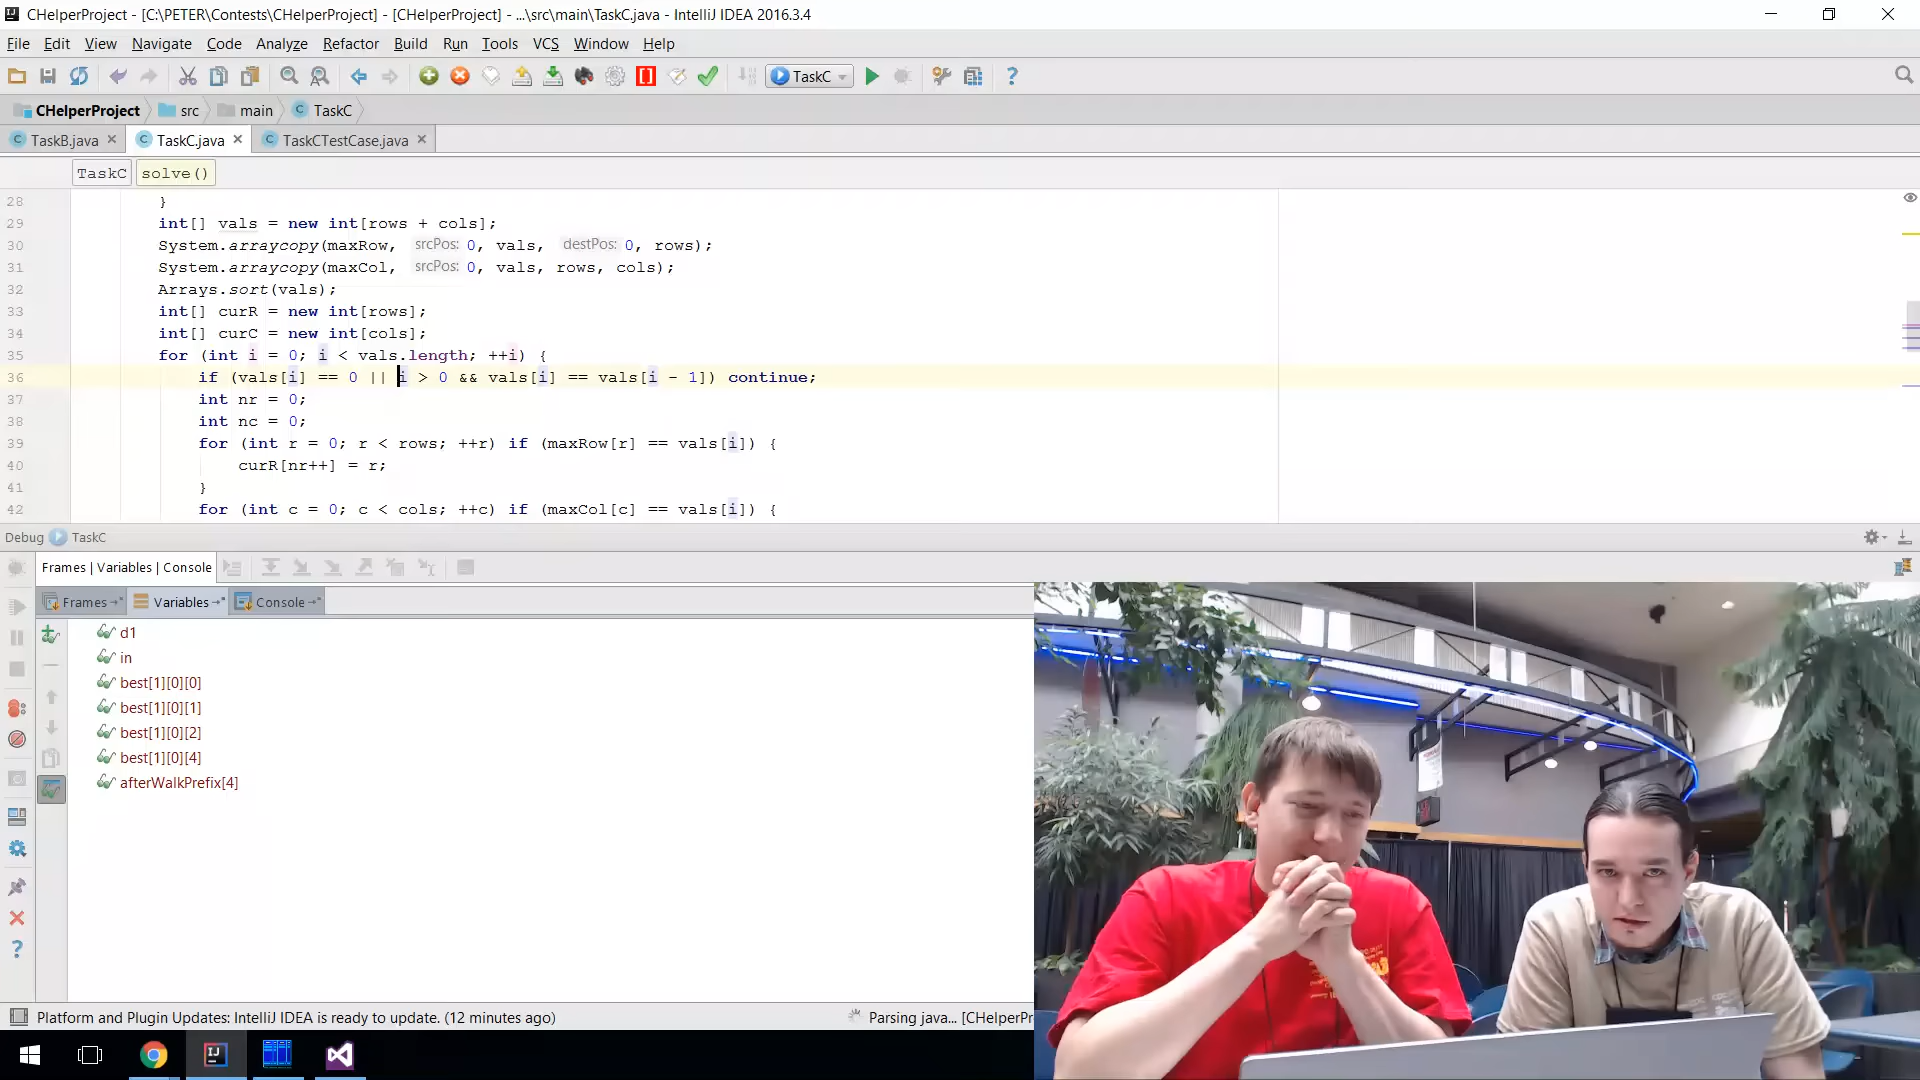 CHelperProject - [C:\PETER\Contests\CHelperProject] - [CHelperProject] - ...\src\main\TaskC.java - IntelliJ IDEA 2016.3.4
File Edit View Navigate Code Analyze Refactor Build Run Tools VCS Window Help
TaskC
CHelperProject src main TaskC
TaskB.java TaskC.java TaskCTestCase.java
TaskC solve()
28 }
29 int[] vals = new int[rows + cols];
30 System.arraycopy(maxRow, srcPos: 0, vals, destPos: 0, rows);
31 System.arraycopy(maxCol, srcPos: 0, vals, rows, cols);
32 Arrays.sort(vals);
33 int[] curR = new int[rows];
34 int[] curC = new int[cols];
35 for (int i = 0; i < vals.length; ++i) {
36 if (vals[i] == 0 || i > 0 && vals[i] == vals[i - 1]) continue;
37 int nr = 0;
38 int nc = 0;
39 for (int r = 0; r < rows; ++r) if (maxRow[r] == vals[i]) {
40 curR[nr++] = r;
41 }
42 for (int c = 0; c < cols; ++c) if (maxCol[c] == vals[i]) {
Debug TaskC
Frames | Variables | Console
Frames Variables Console
d1
in
best[1][0][0]
best[1][0][1]
best[1][0][2]
best[1][0][4]
afterWalkPrefix[4]
Platform and Plugin Updates: IntelliJ IDEA is ready to update. (12 minutes ago) Parsing java... [CHelperPr